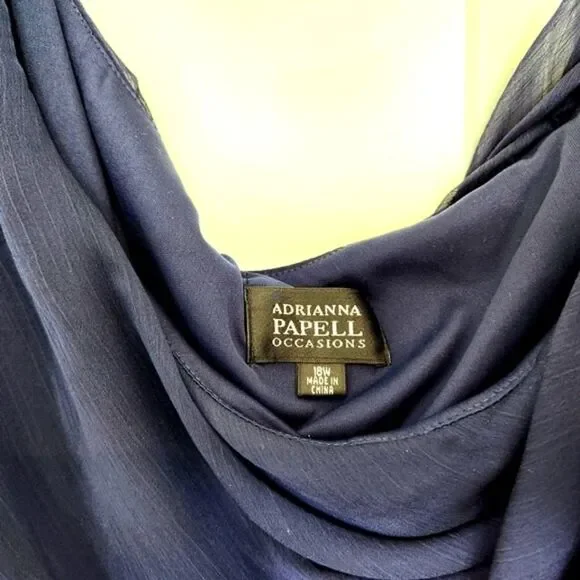 ADRIANNA
PAPELL
OCCASIONS
18W
MADE IN
CHINA